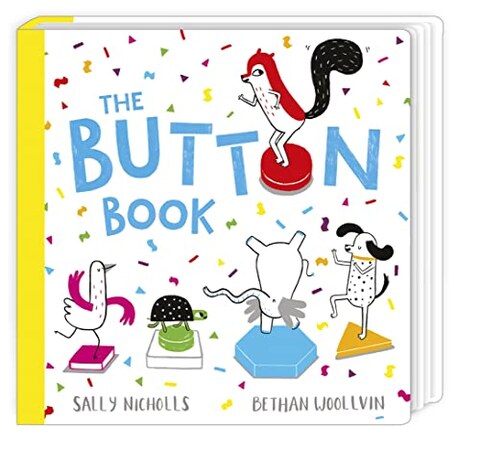 THE
BUTTON
BOOK
SALLY NICHOLLS BETHAN WOOLLVIN